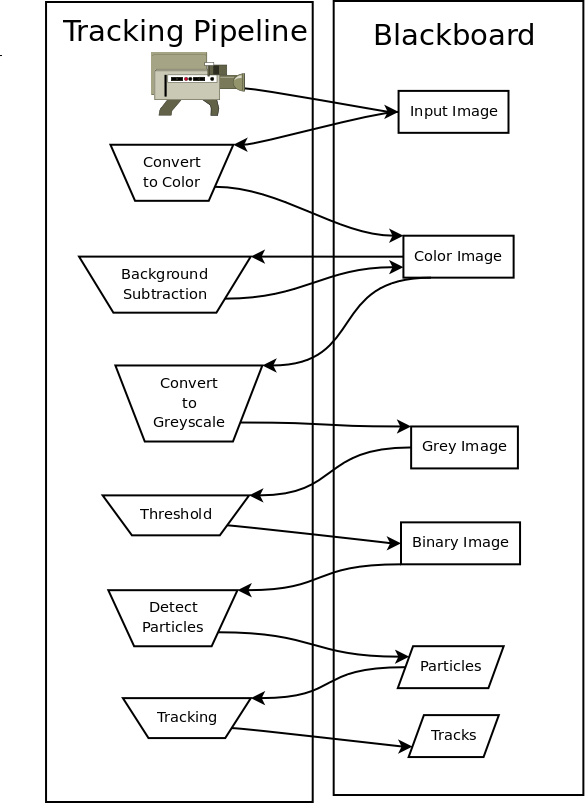 Tracking Pipeline
Blackboard
Input Image
Convert
to Color
Color Image
Background
Subtraction
Convert
to
Greyscale
Grey Image
Threshold
Binary Image
Detect
Particles
Particles
Tracking
Tracks